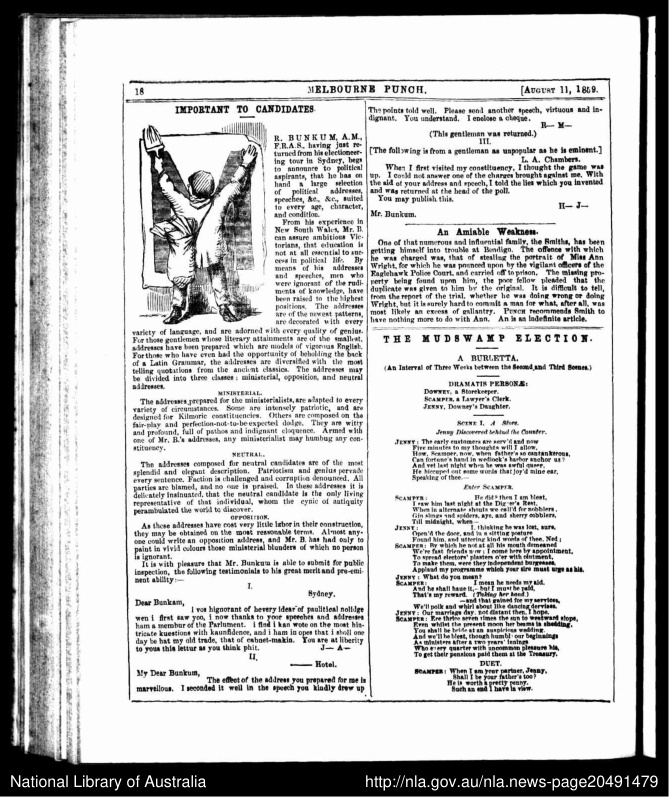 18
MELBOURNE PUNCH.
[AUGUST 11, 1859.
IMPORTANT TO CANDIDATES.
R. BUNKUM, A.M.,
F.R.A.S., having just re-
turned from his electioneer-
ing tour in Sydney, begs
to announce to political
aspirants, that he has on
hand a large selection
of political addresses,
speeches, &c., &c., suited
to every age, character,
and condition.
From his experience in
New South Wales, Mr. B.
can assure ambitious Vic-
torians, that education is
not at all essential to suc-
cess in political life. By
means of his addresses
and speeches, men who
were ignorant of the rudi-
ments of knowledge, have
been raised to the highest
positions. The addresses
are of the newest patterns,
are decorated with every
variety of language, and are adorned with every quality of genius.
For those gentlemen whose literary attainments are of the smallest,
addresses have been prepared which are models of vigorous English.
For those who have even had the opportunity of beholding the back
of a Latin Grammar, the addresses are diversified with the most
telling quotations from the ancient classics. The addresses may
be divided into three classes: ministerial, opposition, and neutral
addresses.
MINISTERIAL.
The addresses prepared for the ministerialists, are adapted to every
variety of circumstances. Some are intensely patriotic, and are
designed for Kilmore constituencies. Others are composed on the
fair-play and perfection-not-to-be-expected dodge. They are witty
and profound, full of pathos and indignant eloquence. Armed with
one of Mr. B.'s addresses, any ministerialist may humbug any con-
stituency.
NEUTRAL.
The addresses composed for neutral candidates are of the most
splendid and elegant description. Patriotism and genius pervade
every sentence. Faction is challenged and corruption denounced. All
parties are blamed, and no one is praised. In these addresses it is
delicately insinuated, that the neutral candidate is the only living
representative of that individual, whom the cynic of antiquity
perambulated the world to discover.
OPPOSITION.
As those addresses have cost very little labor in their construction,
they may be obtained on the most reasonable terms. Almost any-
one could write an opposition address, and Mr. B. has had only to
paint in vivid colours those ministerial blunders of which no person
is ignorant.
It is with pleasure that Mr. Bunkum is able to submit for public
inspection, the following testimonials to his great merit and pre-emi-
nent ability:—
I.
Sydney.
Dear Bunkam,
I vos hignorant of hevery idear of paulitical nolidge
wen i first saw you, i now thanks to your speeches and addresses
ham a member of the Parlument. I find i kan wote on the most hin-
tricate kuestions with kaunfidence, and i ham in opes that i sholl one
day be hat my old trade, that of cabnet-makin. You are at liberty
to yous this lettur as you think phit.
J— A—
II.
—— Hotel.
My Dear Bunkum,
The effect of the address you prepared for me is
marvellous. I seconded it well in the speech you kindly drew up
The points told well. Please send another speech, virtuous and in-
dignant. You understand. I enclose a cheque.
R— M—
(This gentleman was returned.)
III.
[The following is from a gentleman as unpopular as he is eminent.]
L. A. Chambers.
When I first visited my constituency, I thought the game was
up. I could not answer one of the charges brought against me. With
the aid of your address and speech, I told the lies which you invented
and was returned at the head of the poll.
You may publish this.
H— J—
Mr. Bunkum.
An Amiable Weakness.
One of that numerous and influential family, the Smiths, has been
getting himself into trouble at Bendigo. The offence with which
he was charged was, that of stealing the portrait of Miss Ann
Wright, for which he was pounced upon by the vigilant officers of the
Eaglehawk Police Court, and carried off to prison. The missing pro-
perty being found upon him, the poor fellow pleaded that the
duplicate was given to him by the original. It is difficult to tell,
from the report of the trial, whether he was doing wrong or doing
Wright, but it is surely hard to commit a man for what, after all, was
most likely an excess of gallantry. PUNCH recommends Smith to
have nothing more to do with Ann. An is an indefinite article.
THE MUDSWAMP ELECTION.
A BURLETTA.
(An Interval of Three Weeks between the Second and Third Scenes.)
DRAMATIS PERSONÆ:
DOWNEY, a Storekeeper.
SCAMPER, a Lawyer's Clerk.
JENNY, Downey's Daughter.
SCENE I. A Store.
Jenny Discovered behind the Counter.
JENNY: The early customers are serv'd and now
Five minutes to my thoughts will I allow,
How, Scamper, now, when father's so cantankerous,
Can fortune's hand in wedlock's harbor anchor us?
And yet last night when he was awful queer,
He hiccuped out some words that joy'd mine ear,
Speaking of thee.—
Enter SCAMPER.
SCAMPER: He did then I am blest,
I saw him last night at the Digger's Rest,
When in alternate shouts we call'd for nobblers,
Gin slings and spiders, aye, and sherry cobblers,
Till midnight, when—
JENNY: I, thinking he was lost, sure,
Open'd the door, and in a sitting posture
Found him, and uttering kind words of thee, Ned;
SCAMPER: By which he not at all his mouth demeaned
We're fast friends now; I come here by appointment,
To spread electors' plasters o'er with ointment,
To make them, were they independent burgesses,
Applaud my programme which your sire must urge as his.
JENNY: What do you mean?
SCAMPER: I mean he needs my aid.
And he shall have it,—but I must be paid,
That's my reward. (Taking her hand.)
—and that gained for my services,
We'll polk and whirl about like dancing dervises.
JENNY: Our marriage day, not distant then, I hope.
SCAMPER: Ere thrice seven times the sun to westward slope,
Even whilst the present moon her beams is shedding,
You shall be bride at an auspicious wedding.
And we'll be blest, though humble our beginnings
As ministers after a two years' innings
Who every quarter with uncommon pleasure his,
To get their pensions paid them at the Treasury.
DUET.
SCAMPER: When I am your partner, Jenny,
Shall I be your father's too?
He is worth a pretty penny,
Such an end I have in view.
National Library of Australia
http://nla.gov.au/nla.news-page20491479